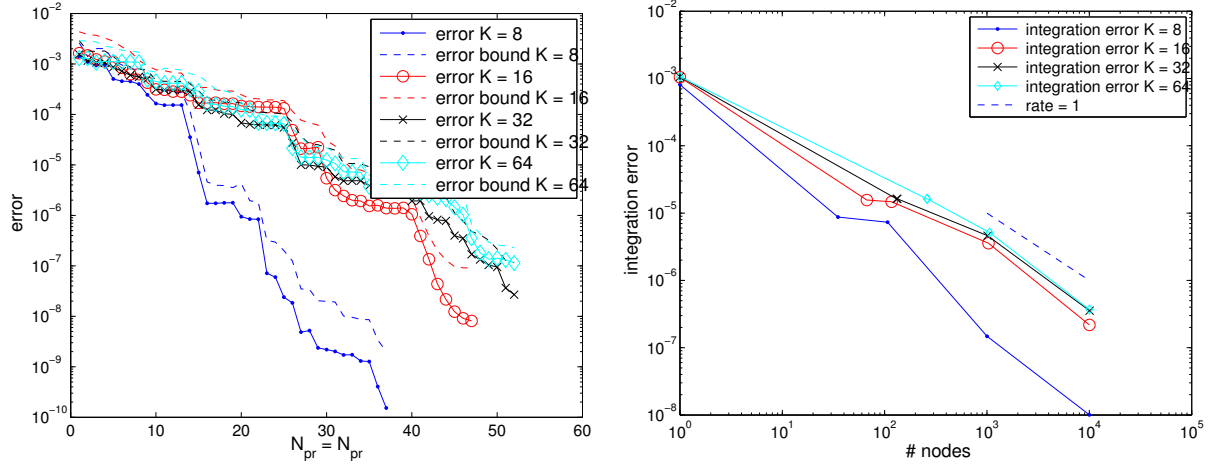 10^-2
10^-3
10^-4
10^-5
10^-6
10^-7
10^-8
10^-9
10^-10
error
0
10
20
30
40
50
60
N_pr = N_pr
error K = 8
error bound K = 8
error K = 16
error bound K = 16
error K = 32
error bound K = 32
error K = 64
error bound K = 64
10^-2
10^-3
10^-4
10^-5
10^-6
10^-7
10^-8
integration error
10^0
10^1
10^2
10^3
10^4
10^5
# nodes
integration error K = 8
integration error K = 16
integration error K = 32
integration error K = 64
rate = 1